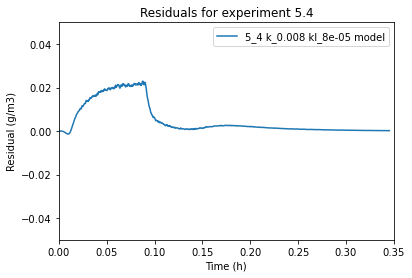 Residuals for experiment 5.4
5_4 k_0.008 kl_8e-05 model
Residual (g/m3)
0.04
0.02
0.00
−0.02
−0.04
0.00 0.05 0.10 0.15 0.20 0.25 0.30 0.35
Time (h)